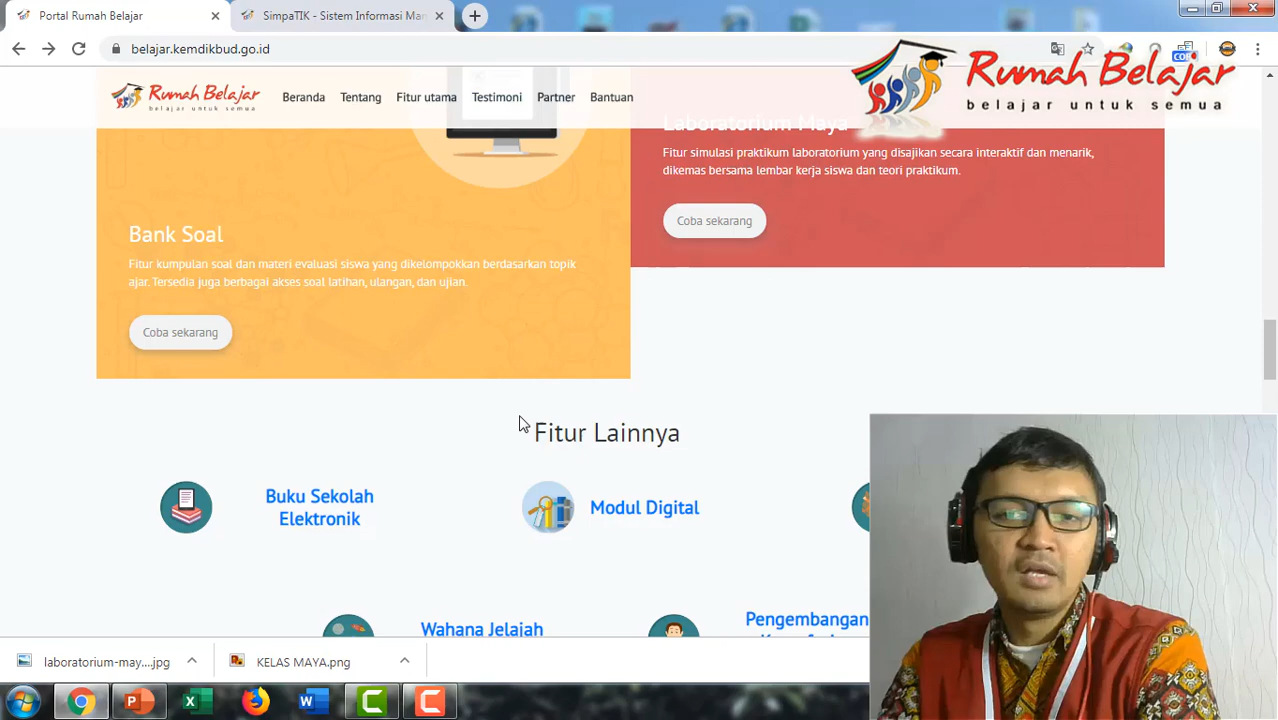 Portal Rumah Belajar
SimpaTIK - Sistem Informasi Mar
belajar.kemdikbud.go.id
Rumah Belajar
belajar untuk semua
Beranda Tentang Fitur utama Testimoni Partner Bantuan
Rumah Belajar
belajar untuk semua
Laboratorium Maya
Fitur simulasi praktikum laboratorium yang disajikan secara interaktif dan menarik,
dikemas bersama lembar kerja siswa dan teori praktikum.
Coba sekarang
Bank Soal
Fitur kumpulan soal dan materi evaluasi siswa yang dikelompokkan berdasarkan topik
ajar. Tersedia juga berbagai akses soal latihan, ulangan, dan ujian.
Coba sekarang
Fitur Lainnya
Buku Sekolah
Elektronik
Modul Digital
Wahana Jelajah
Pengembangan
laboratorium-may....jpg
KELAS MAYA.png